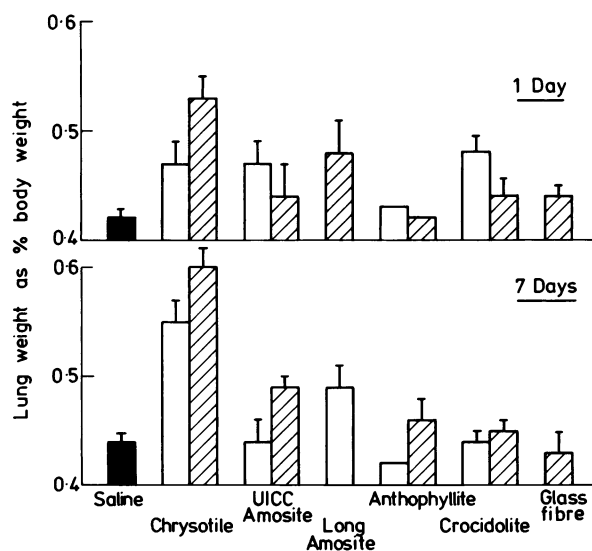 Lung weight as % body weight
0.6
0.5
0.4
1 Day
0.6
0.5
0.4
7 Days
Saline
Chrysotile
UICC
Amosite
Long
Amosite
Anthophyllite
Crocidolite
Glass
fibre